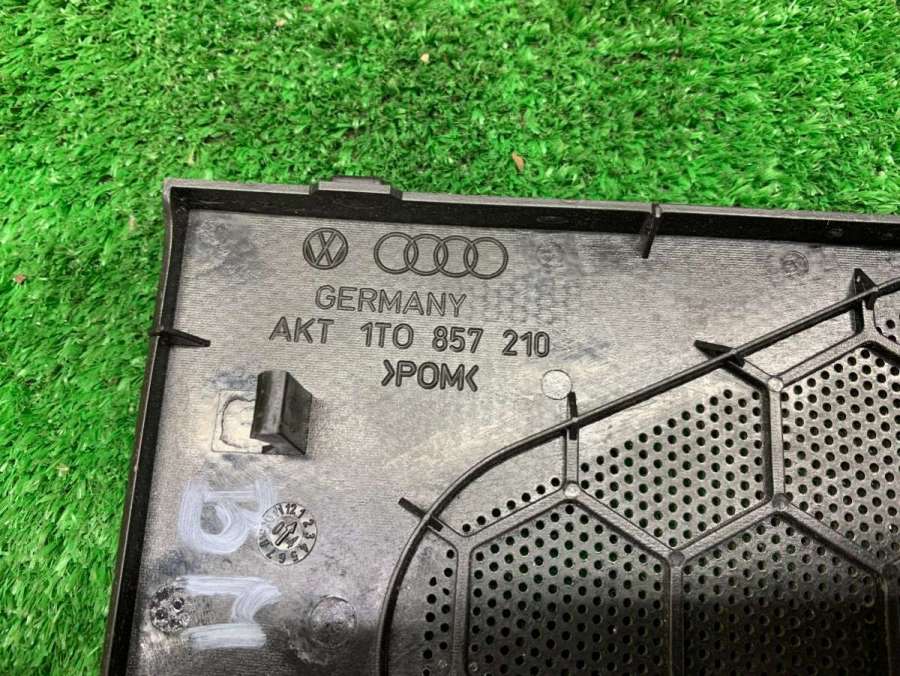 GERMANY
AKT 1T0 857 210
>POM<